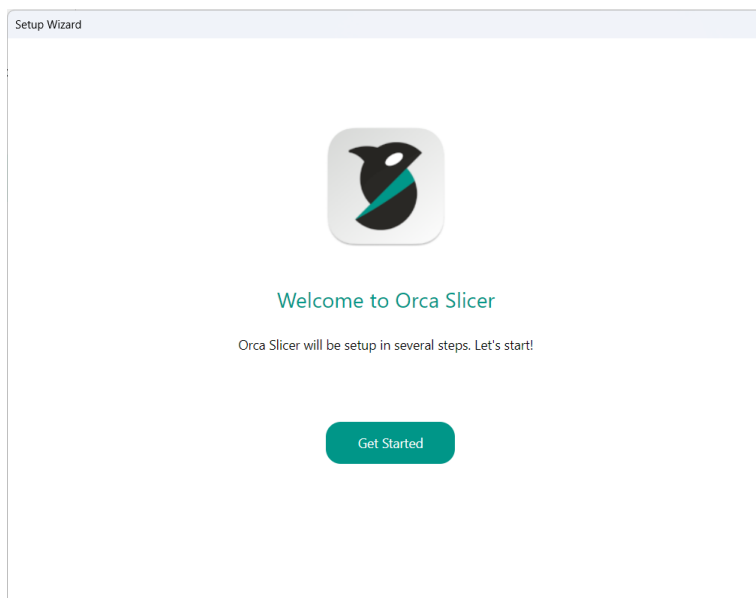 Setup Wizard
Welcome to Orca Slicer
Orca Slicer will be setup in several steps. Let's start!
Get Started